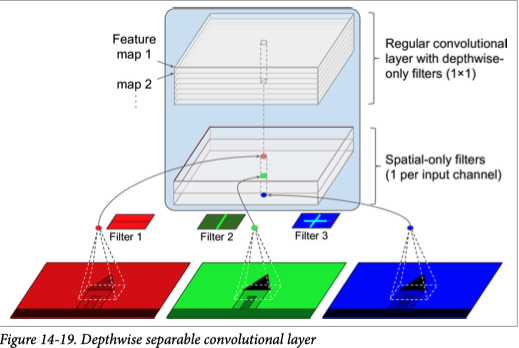 Feature
map 1
map 2
Regular convolutional
layer with depthwise-
only filters (1×1)
Spatial-only filters
(1 per input channel)
Filter 1
Filter 2
Filter 3
Figure 14-19. Depthwise separable convolutional layer